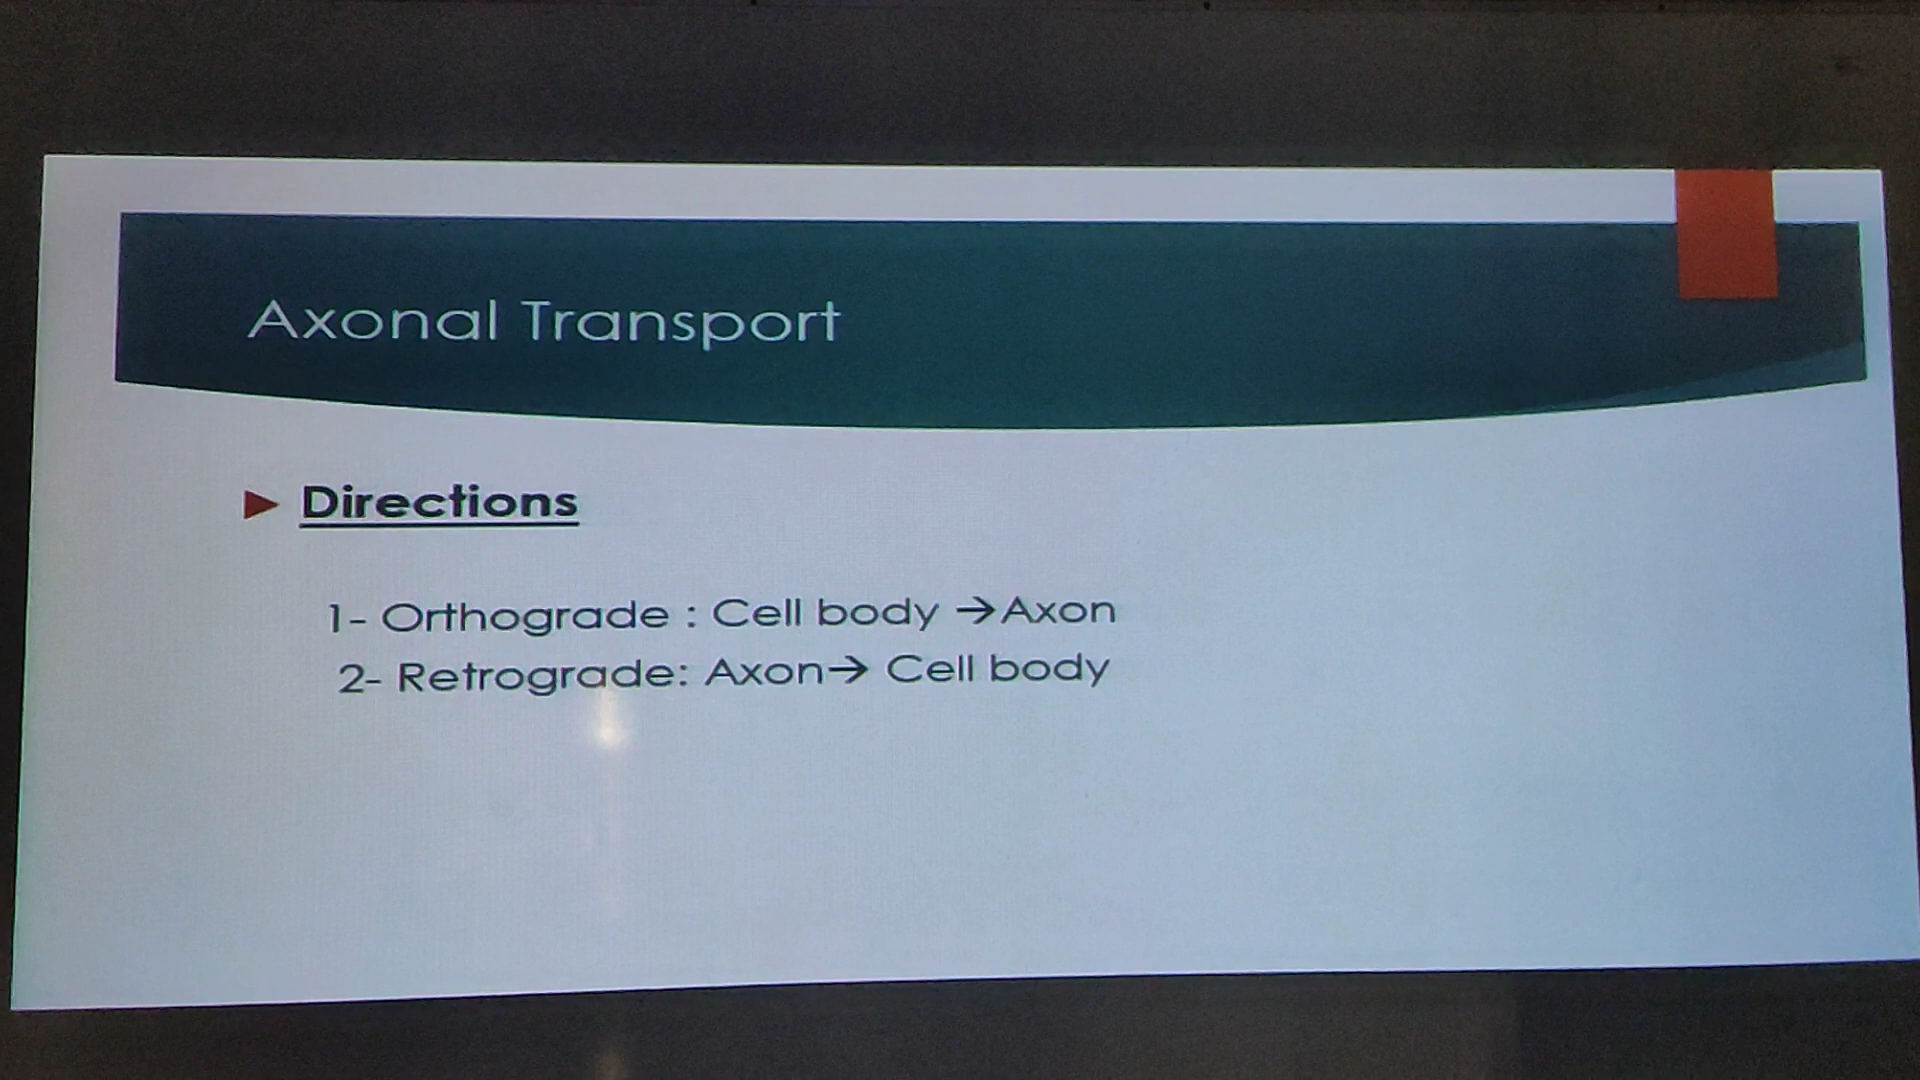 Axonal Transport
Directions
1- Orthograde : Cell body →Axon
2- Retrograde: Axon→ Cell body